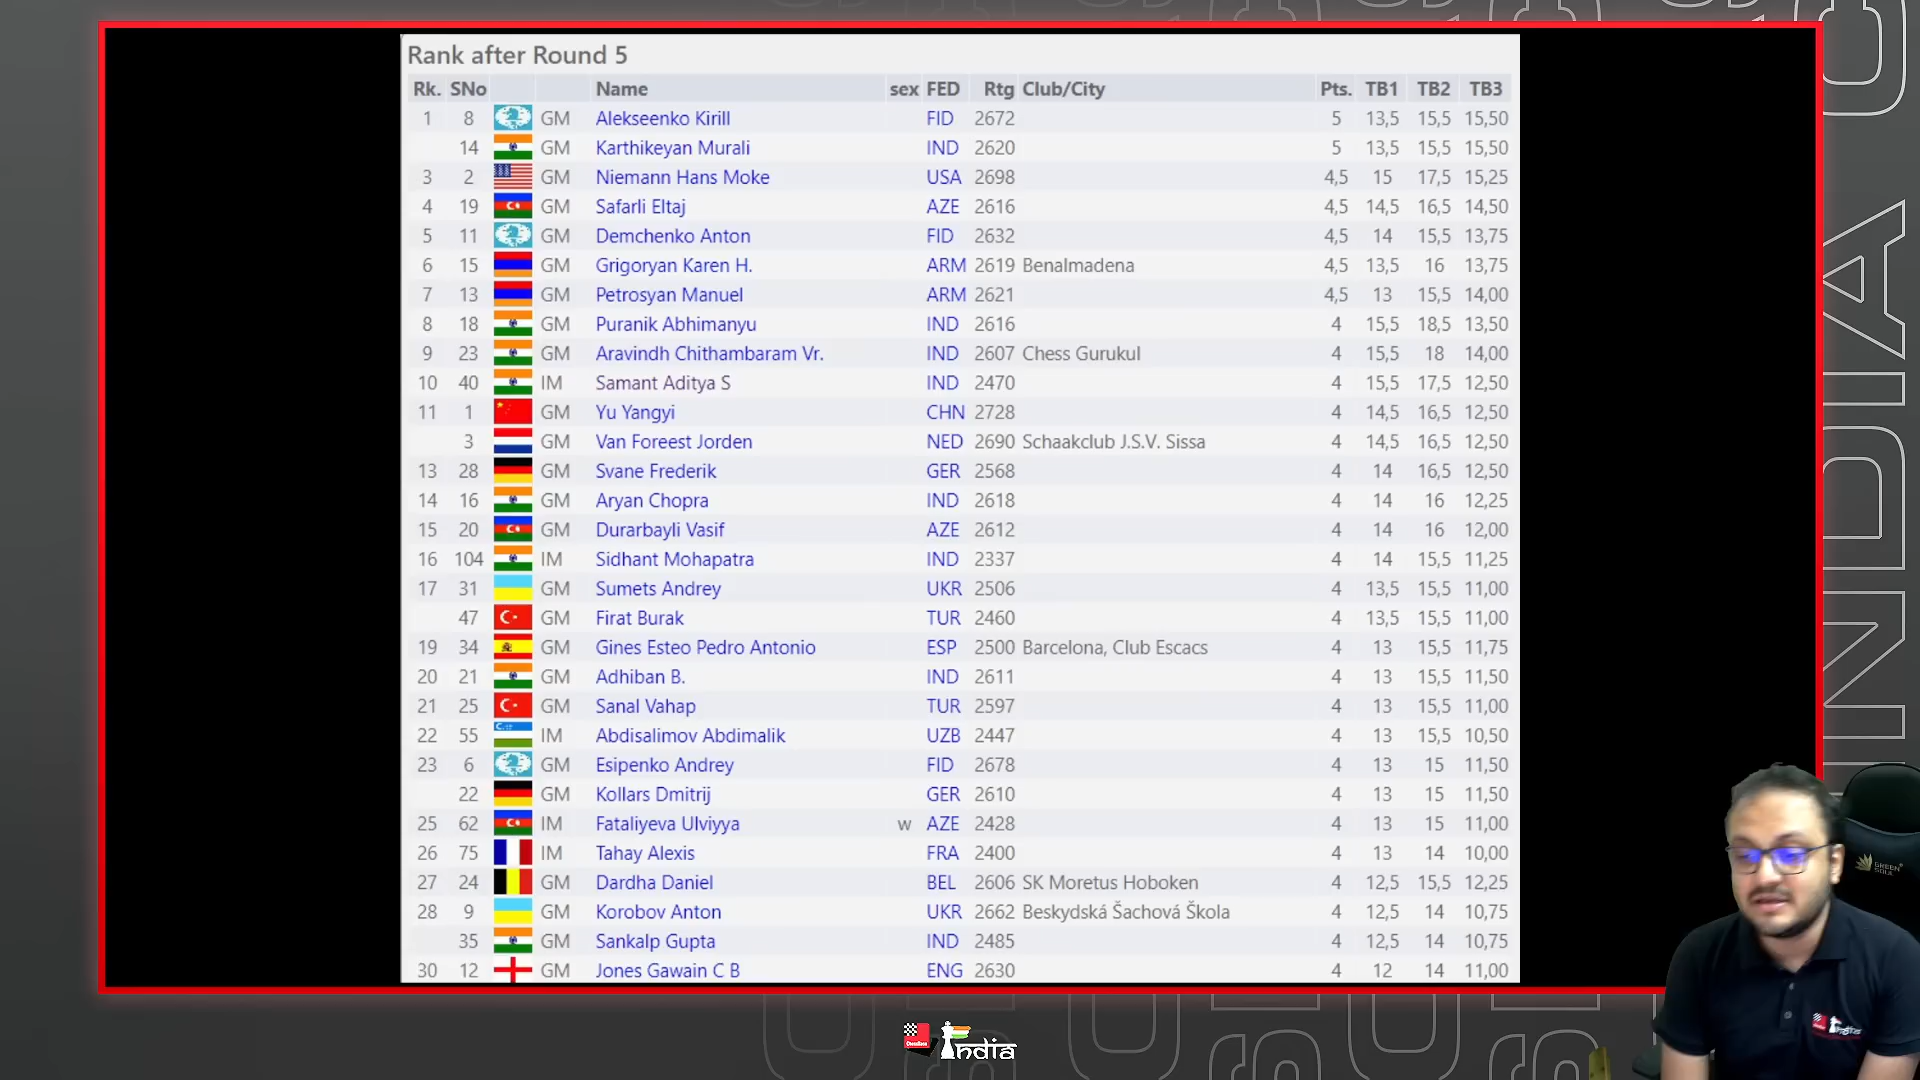 Rank after Round 5
Rk. SNo Name sex FED Rtg Club/City Pts. TB1 TB2 TB3
1 8 GM Alekseenko Kirill FID 2672 5 13,5 15,5 15,50
14 GM Karthikeyan Murali IND 2620 5 13,5 15,5 15,50
3 2 GM Niemann Hans Moke USA 2698 4,5 15 17,5 15,25
4 19 GM Safarli Eltaj AZE 2616 4,5 14,5 16,5 14,50
5 11 GM Demchenko Anton FID 2632 4,5 14 15,5 13,75
6 15 GM Grigoryan Karen H. ARM 2619 Benalmadena 4,5 13,5 16 13,75
7 13 GM Petrosyan Manuel ARM 2621 4,5 13 15,5 14,00
8 18 GM Puranik Abhimanyu IND 2616 4 15,5 18,5 13,50
9 23 GM Aravindh Chithambaram Vr. IND 2607 Chess Gurukul 4 15,5 18 14,00
10 40 IM Samant Aditya S IND 2470 4 15,5 17,5 12,50
11 1 GM Yu Yangyi CHN 2728 4 14,5 16,5 12,50
3 GM Van Foreest Jorden NED 2690 Schaakclub J.S.V. Sissa 4 14,5 16,5 12,50
13 28 GM Svane Frederik GER 2568 4 14 16,5 12,50
14 16 GM Aryan Chopra IND 2618 4 14 16 12,25
15 20 GM Durarbayli Vasif AZE 2612 4 14 16 12,00
16 104 IM Sidhant Mohapatra IND 2337 4 14 15,5 11,25
17 31 GM Sumets Andrey UKR 2506 4 13,5 15,5 11,00
47 GM Firat Burak TUR 2460 4 13,5 15,5 11,00
19 34 GM Gines Esteo Pedro Antonio ESP 2500 Barcelona, Club Escacs 4 13 15,5 11,75
20 21 GM Adhiban B. IND 2611 4 13 15,5 11,50
21 25 GM Sanal Vahap TUR 2597 4 13 15,5 11,00
22 55 IM Abdisalimov Abdimalik UZB 2447 4 13 15,5 10,50
23 6 GM Esipenko Andrey FID 2678 4 13 15 11,50
22 GM Kollars Dmitrij GER 2610 4 13 15 11,50
25 62 IM Fataliyeva Ulviyya w AZE 2428 4 13 15 11,00
26 75 IM Tahay Alexis FRA 2400 4 13 14 10,00
27 24 GM Dardha Daniel BEL 2606 SK Moretus Hoboken 4 12,5 15,5 12,25
28 9 GM Korobov Anton UKR 2662 Beskydská Šachová Škola 4 12,5 14 10,75
35 GM Sankalp Gupta IND 2485 4 12,5 14 10,75
30 12 GM Jones Gawain C B ENG 2630 4 12 14 11,00
India
INDIA
GREEN SOUL